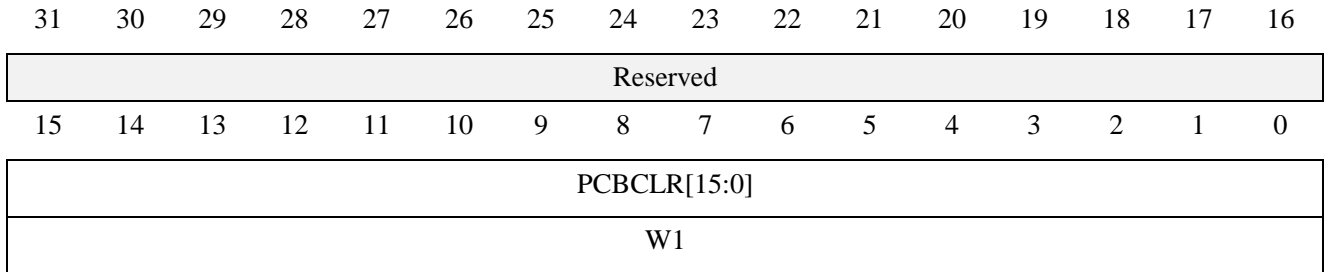 31 30 29 28 27 26 25 24 23 22 21 20 19 18 17 16
Reserved
15 14 13 12 11 10 9 8 7 6 5 4 3 2 1 0
PCBCLR[15:0]
W1